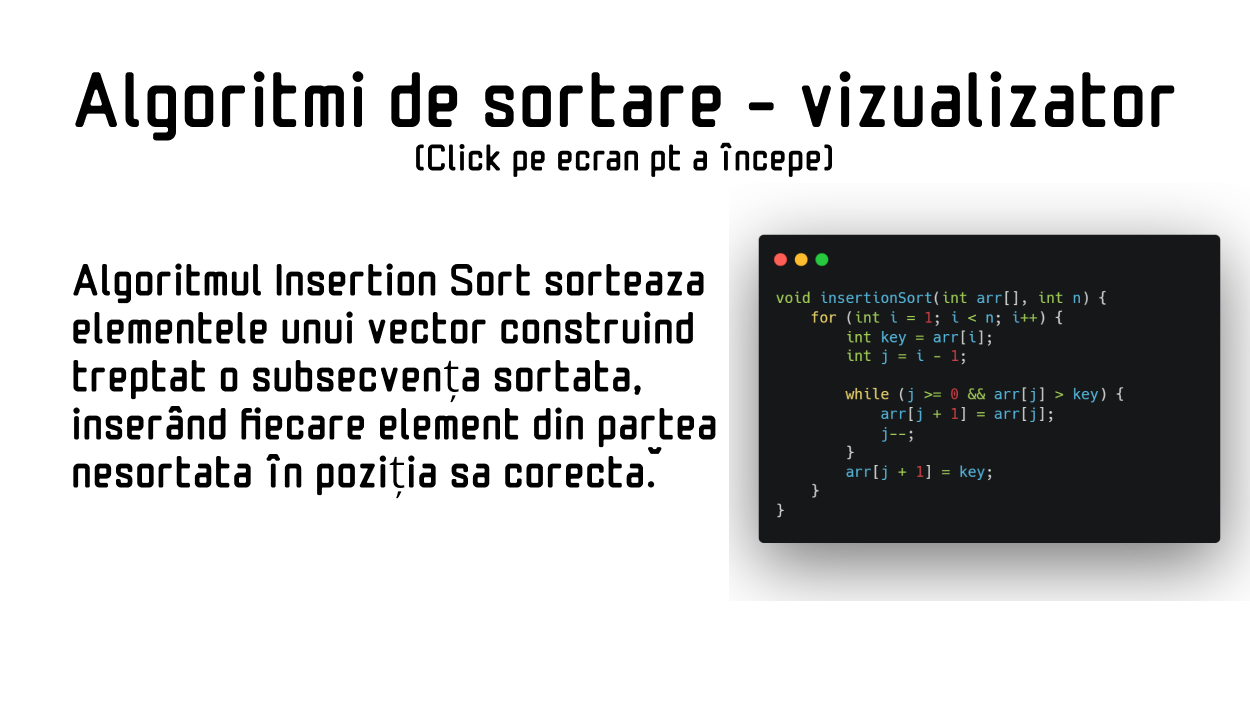 Algoritmi de sortare - vizualizator
(Click pe ecran pt a începe)
Algoritmul Insertion Sort sorteaza
elementele unui vector construind
treptat o subsecvența sortata,
inserând fiecare element din partea
nesortata în poziția sa corecta.̆
void insertionSort(int arr[], int n) {
    for (int i = 1; i < n; i++) {
        int key = arr[i];
        int j = i - 1;
        while (j >= 0 && arr[j] > key) {
            arr[j + 1] = arr[j];
            j--;
        }
        arr[j + 1] = key;
    }
}